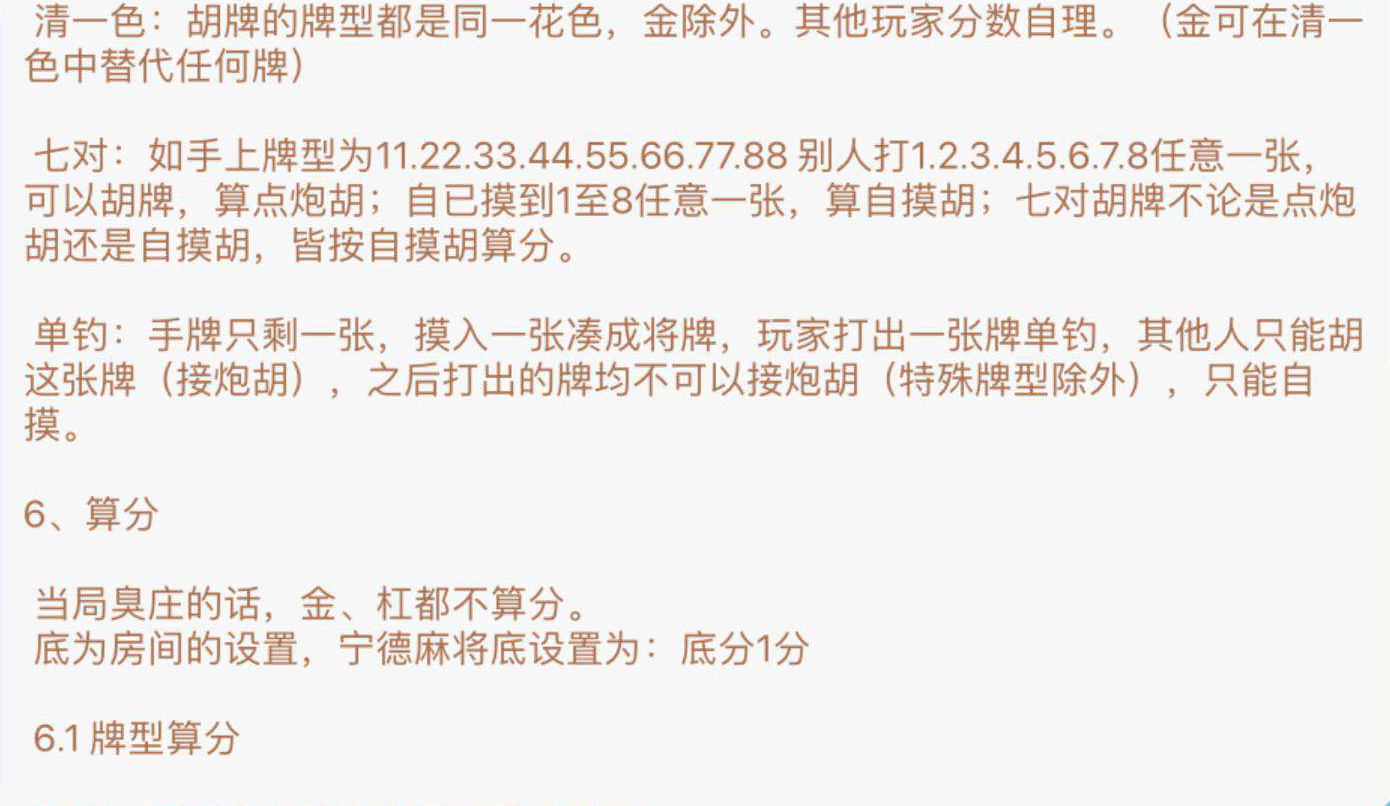 清一色：胡牌的牌型都是同一花色，金除外。其他玩家分数自理。（金可在清一
色中替代任何牌）
七对：如手上牌型为11.22.33.44.55.66.77.88 别人打1.2.3.4.5.6.7.8任意一张，
可以胡牌，算点炮胡；自已摸到1至8任意一张，算自摸胡；七对胡牌不论是点炮
胡还是自摸胡，皆按自摸胡算分。
单钓：手牌只剩一张，摸入一张凑成将牌，玩家打出一张牌单钓，其他人只能胡
这张牌（接炮胡），之后打出的牌均不可以接炮胡（特殊牌型除外），只能自
摸。
6、算分
当局臭庄的话，金、杠都不算分。
底为房间的设置，宁德麻将底设置为：底分1分
6.1 牌型算分